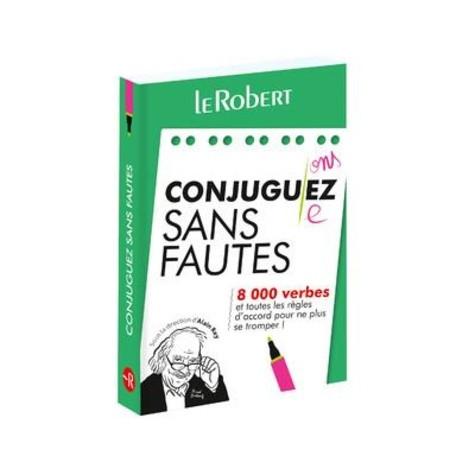 LE ROBERT
ons
CONJUGUEZ
e
SANS
FAUTES
8 000 verbes
et toutes les règles
d'accord pour ne plus
se tromper !
Sous la direction d'Alain Rey
CONJUGUEZ SANS FAUTES
R